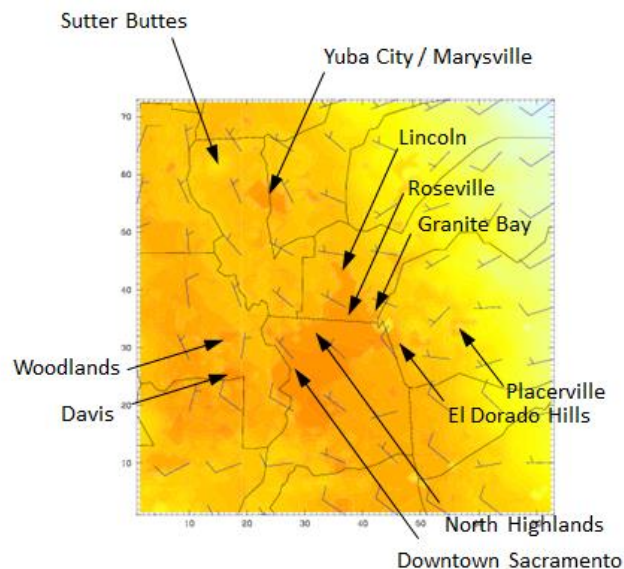 Sutter Buttes
Yuba City / Marysville
Lincoln
Roseville
Granite Bay
70
60
50
40
30
20
10
Woodlands
Davis
Placerville
El Dorado Hills
10
20
30
40
50
North Highlands
Downtown Sacramento